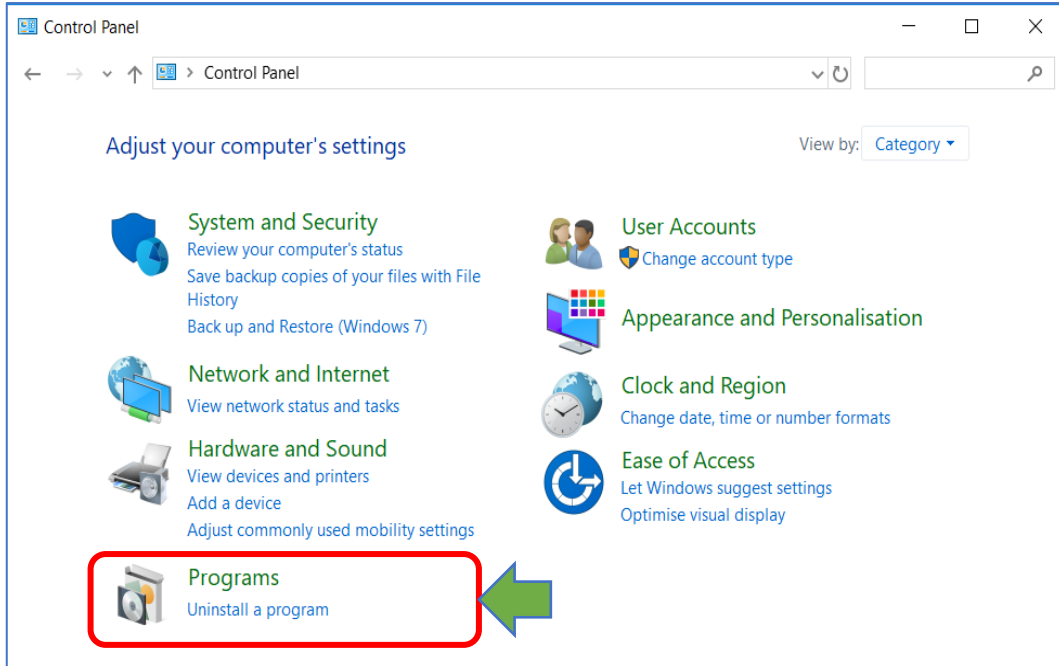 Control Panel
Control Panel
Adjust your computer's settings
View by: Category
System and Security
Review your computer's status
Save backup copies of your files with File
History
Back up and Restore (Windows 7)
Network and Internet
View network status and tasks
Hardware and Sound
View devices and printers
Add a device
Adjust commonly used mobility settings
Programs
Uninstall a program
User Accounts
Change account type
Appearance and Personalisation
Clock and Region
Change date, time or number formats
Ease of Access
Let Windows suggest settings
Optimise visual display